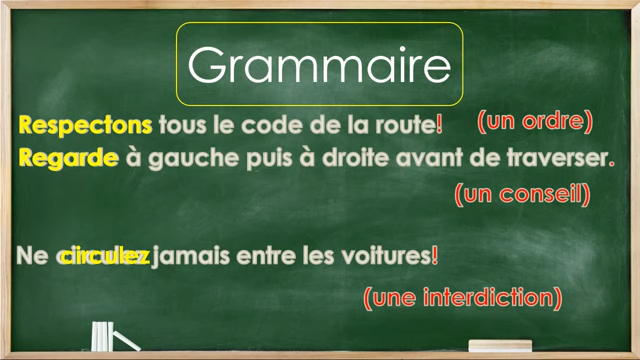 Grammaire
Respectons tous le code de la route! (un ordre)
Regarde à gauche puis à droite avant de traverser.
(un conseil)
Ne circulez jamais entre les voitures!
(une interdiction)